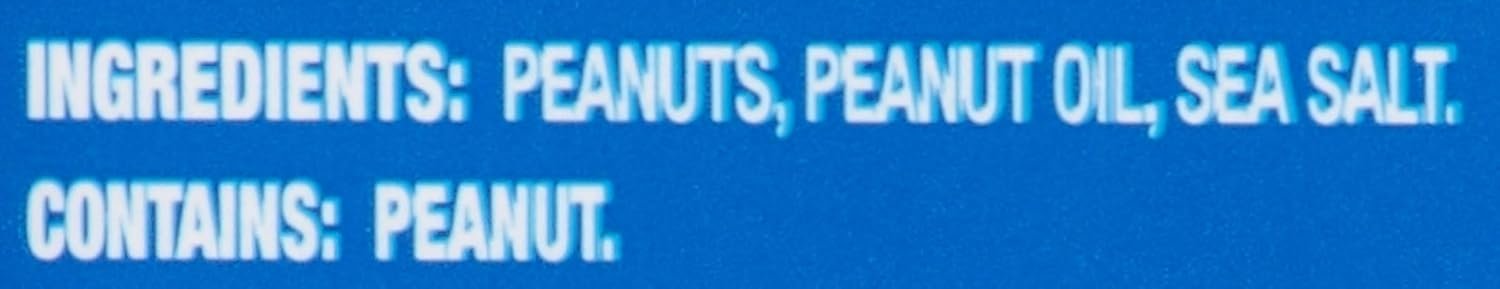 INGREDIENTS: PEANUTS, PEANUT OIL, SEA SALT.
CONTAINS: PEANUT.